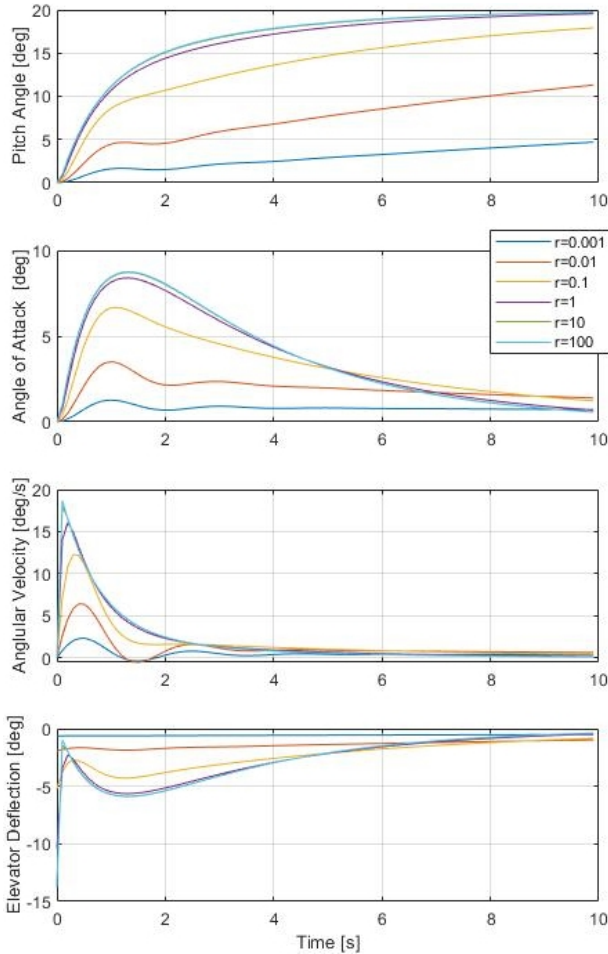 Pitch Angle [deg]
20
15
10
5
0
0 2 4 6 8 10
Angle of Attack [deg]
10
5
0
0 2 4 6 8 10
r=0.001
r=0.01
r=0.1
r=1
r=10
r=100
Anglular Velocity [deg/s]
20
15
10
5
0
0 2 4 6 8 10
Elevator Deflection [deg]
0
-5
-10
-15
0 2 4 6 8 10
Time [s]